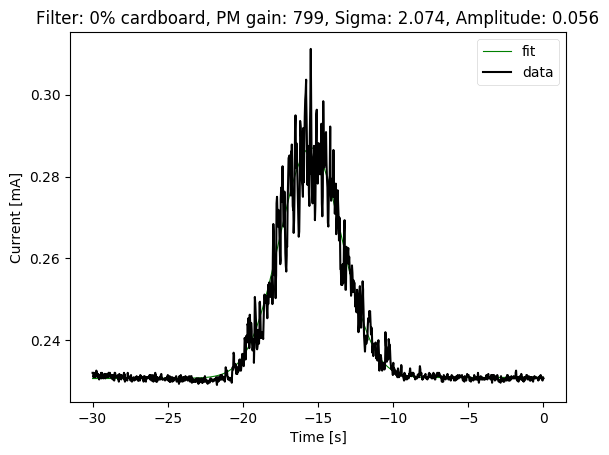 Filter: 0% cardboard, PM gain: 799, Sigma: 2.074, Amplitude: 0.056
fit
data
0.30
0.28
0.26
0.24
Current [mA]
−30
−25
−20
−15
−10
−5
0
Time [s]